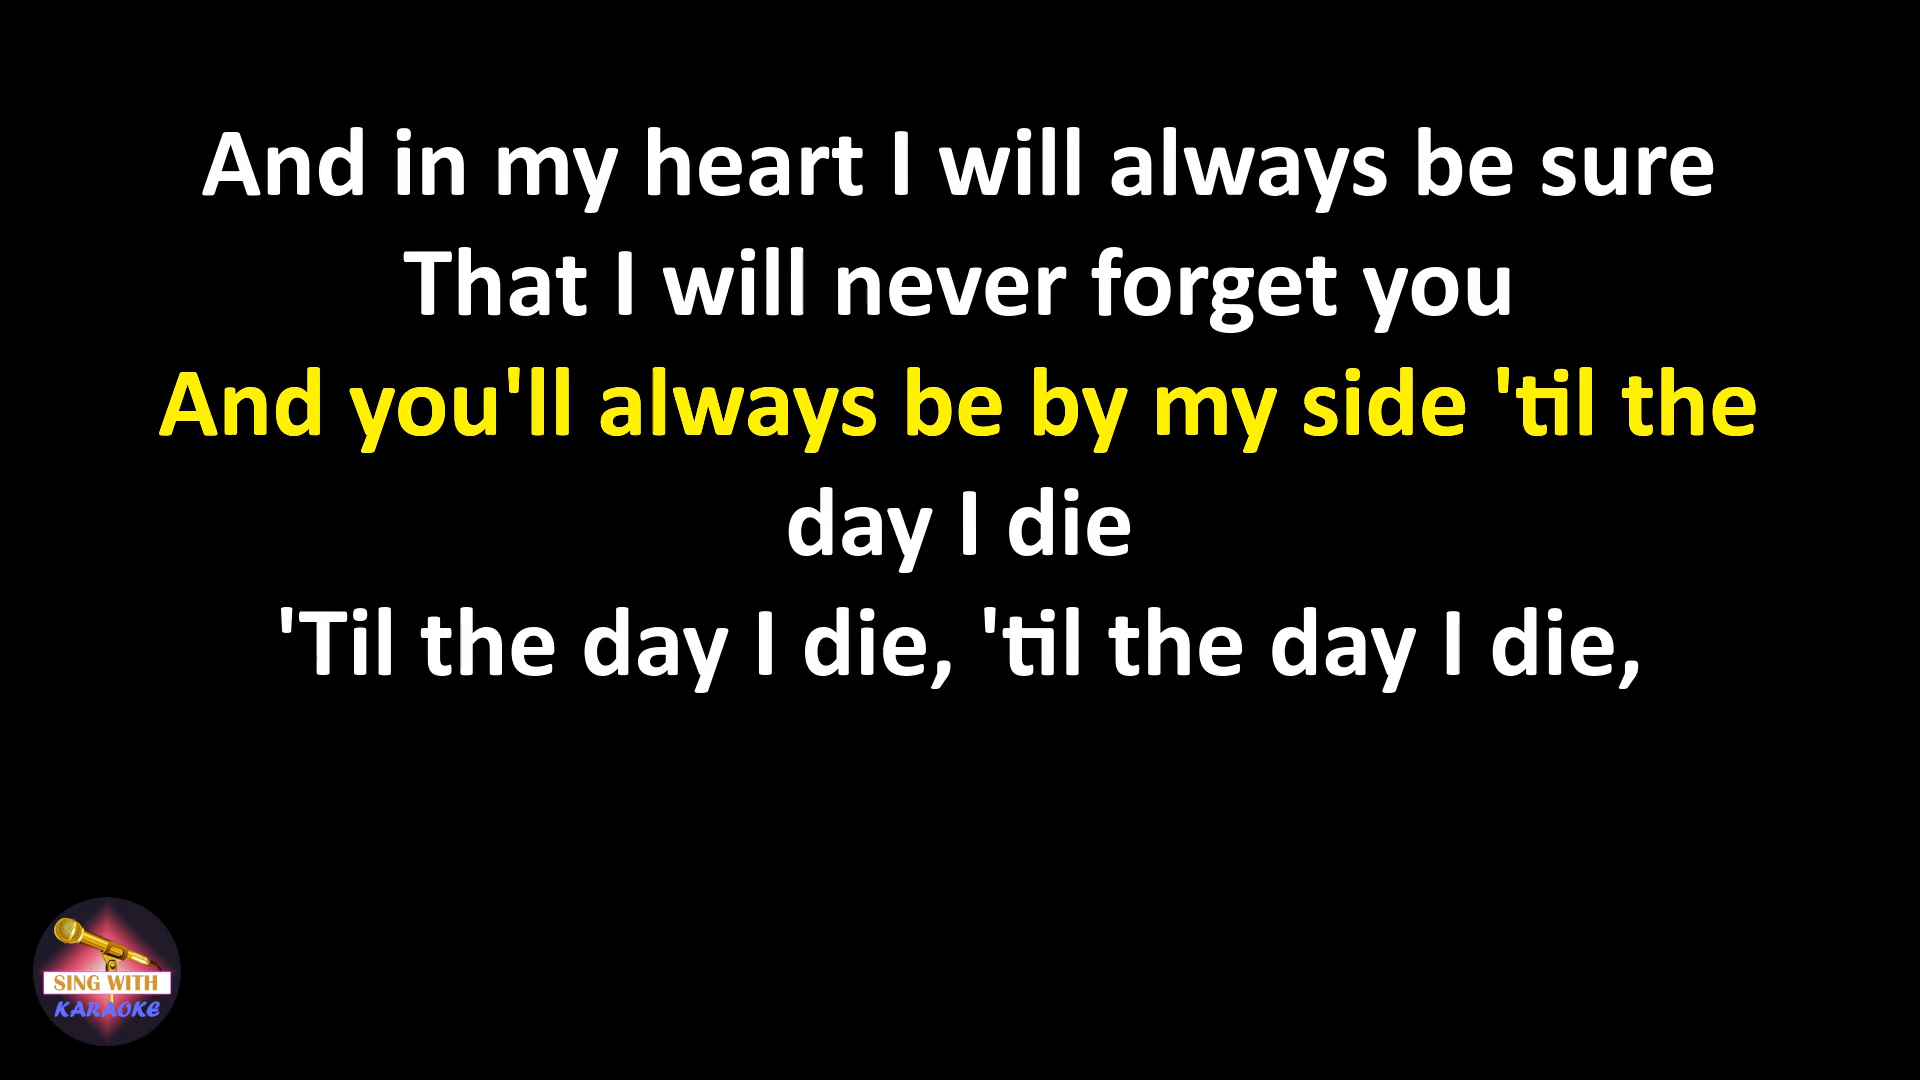 And in my heart I will always be sure
That I will never forget you
And you'll always be by my side 'til the
day I die
'Til the day I die, 'til the day I die,
SING WITH
KARAOKE